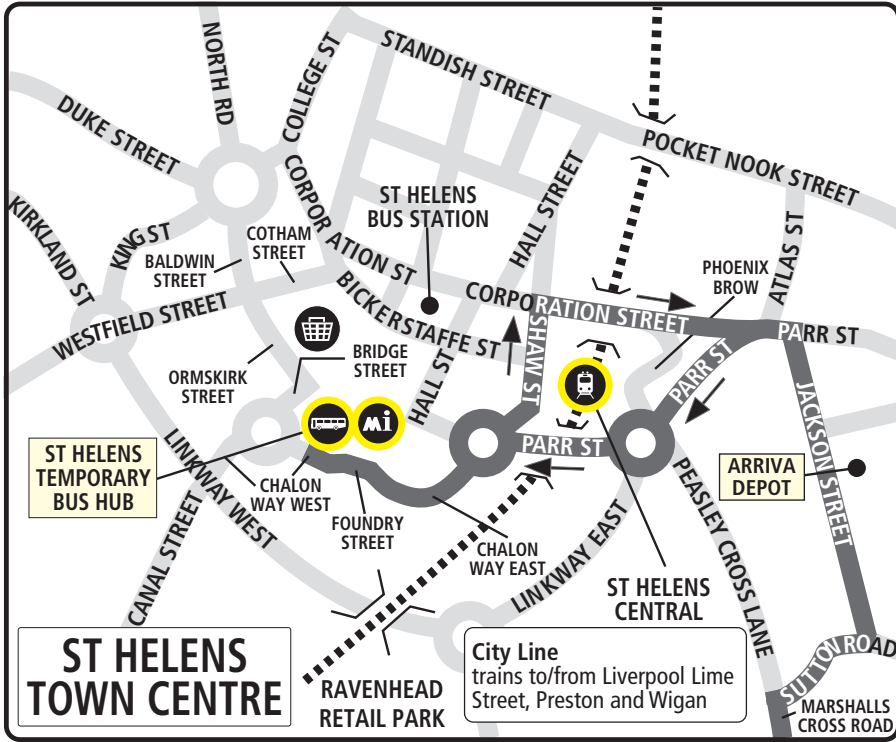 STANDISH STREET
NORTH RD
COLLEGE ST
DUKE STREET
POCKET NOOK STREET
KIRKLAND ST
KING ST
BALDWIN
STREET
COTHAM
STREET
CORPORATION ST
ST HELENS
BUS STATION
HALL STREET
ATLAS ST
PHOENIX
BROW
WESTFIELD STREET
BICKERSTAFFE ST
CORPORATION STREET
PARR ST
SHAW ST
ORMSKIRK
STREET
BRIDGE
STREET
HALL ST
PARR ST
JACKSON STREET
mi
ST HELENS
TEMPORARY
BUS HUB
LINKWAY WEST
CHALON
WAY WEST
PARR ST
ARRIVA
DEPOT
PEASLEY CROSS LANE
CANAL STREET
FOUNDRY
STREET
CHALON
WAY EAST
LINKWAY EAST
ST HELENS
CENTRAL
ST HELENS
TOWN CENTRE
RAVENHEAD
RETAIL PARK
City Line
trains to/from Liverpool Lime
Street, Preston and Wigan
SUTTON ROAD
MARSHALLS
CROSS ROAD